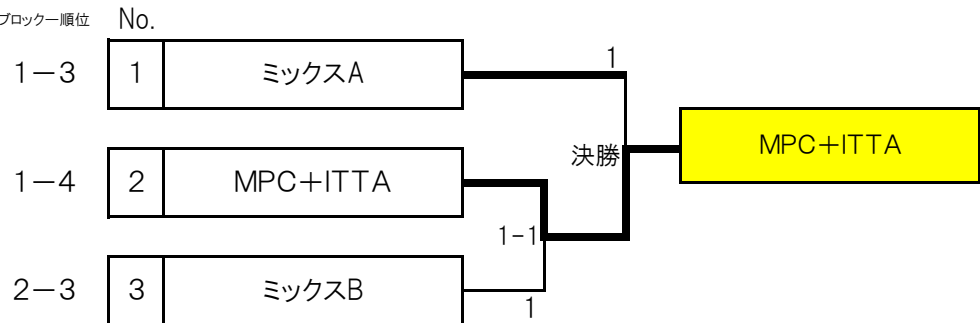 ブロックー順位 No.
1
1－3 1 ミックスA
決勝 MPC＋ITTA
1－4 2 MPC＋ITTA
1-1
2－3 3 ミックスB
1